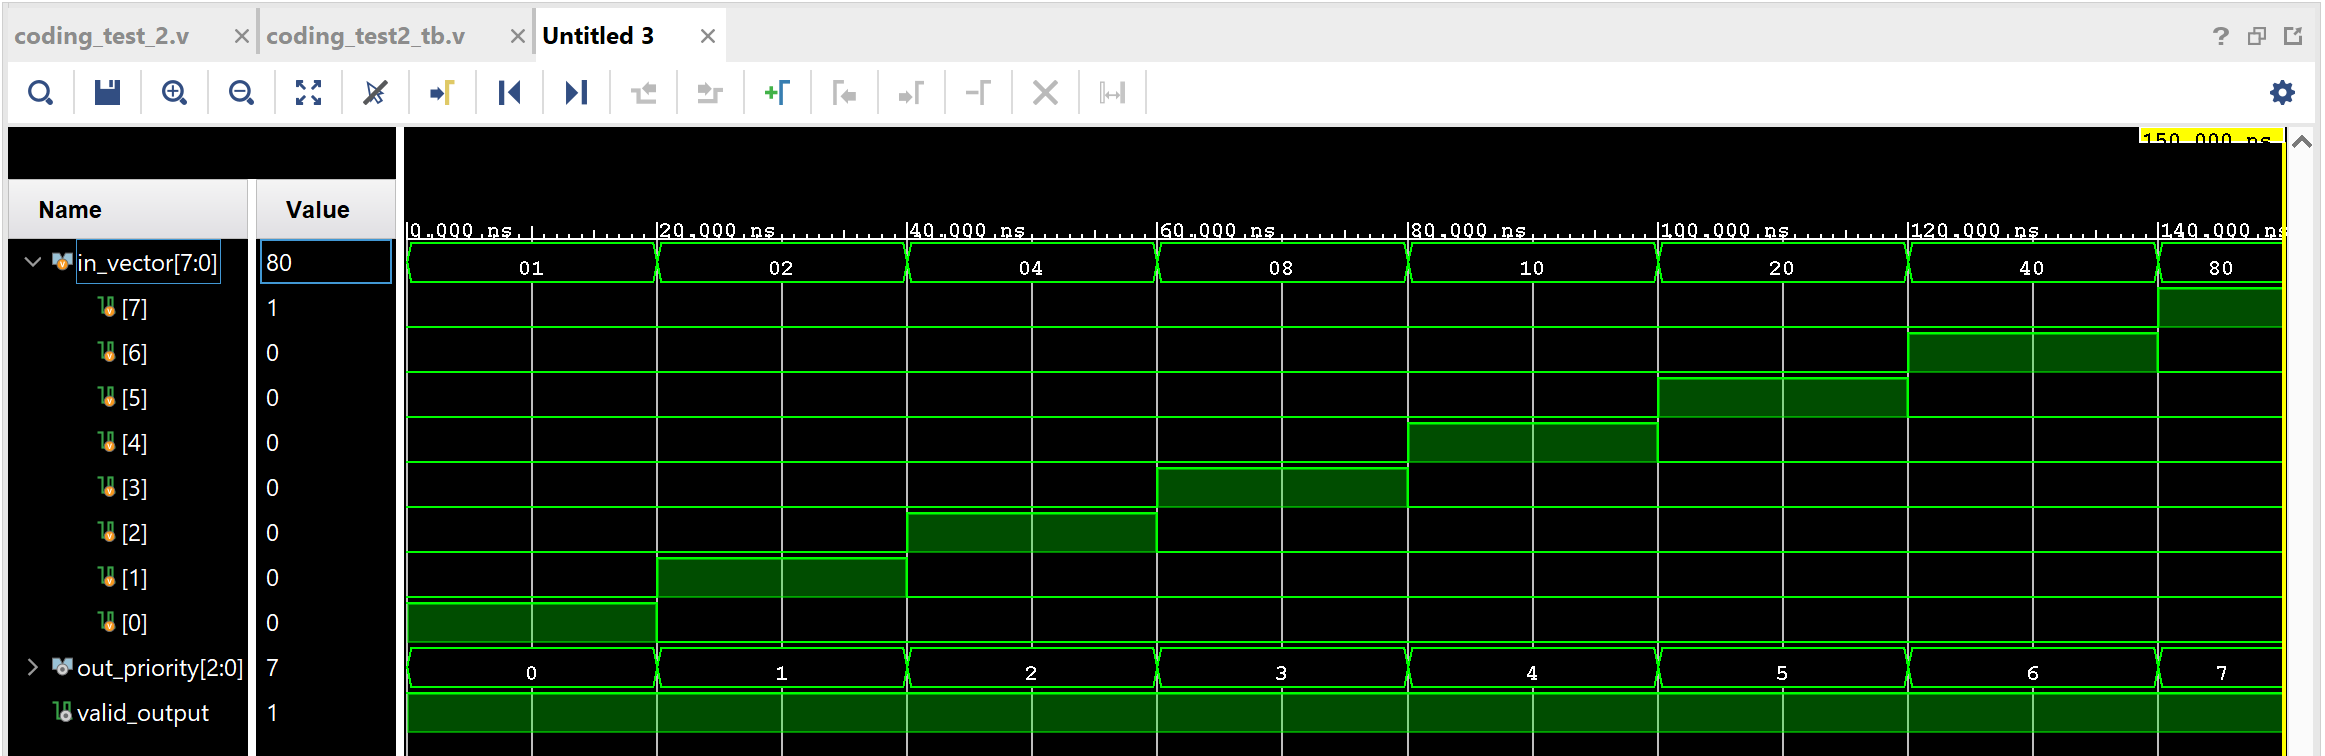 coding_test_2.v coding_test2_tb.v Untitled 3 ?
150.000 ns
Name Value
0.000 ns 20.000 ns 40.000 ns 60.000 ns 80.000 ns 100.000 ns 120.000 ns 140.000 ns
in_vector[7:0] 80 01 02 04 08 10 20 40 80
[7] 1
[6] 0
[5] 0
[4] 0
[3] 0
[2] 0
[1] 0
[0] 0
out_priority[2:0] 7 0 1 2 3 4 5 6 7
valid_output 1